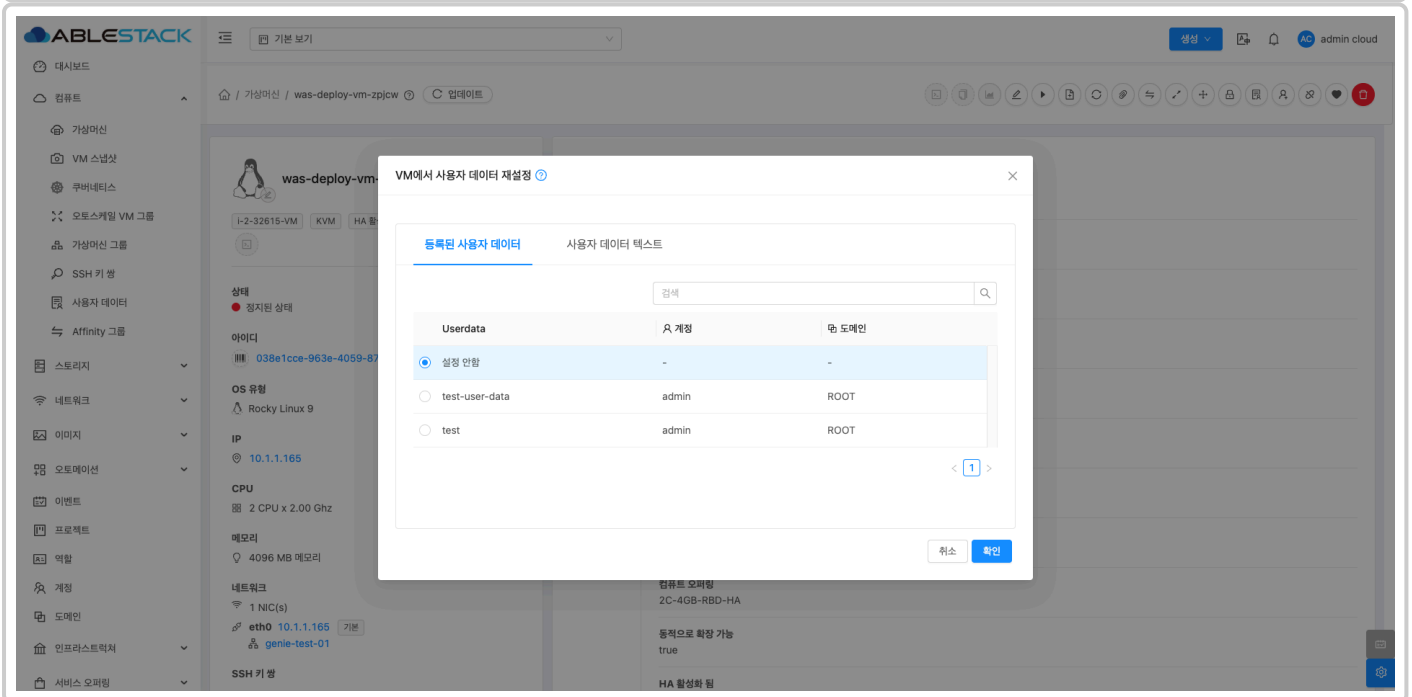 ABLESTACK
기본 보기
생성
AC admin cloud
대시보드
컴퓨트
가상머신
VM 스냅샷
쿠버네티스
오토스케일 VM 그룹
가상머신 그룹
SSH 키 쌍
사용자 데이터
Affinity 그룹
스토리지
네트워크
이미지
오토메이션
이벤트
프로젝트
역할
계정
도메인
인프라스트럭쳐
서비스 오퍼링
/ 가상머신 / was-deploy-vm-zpjcw 업데이트
was-deploy-vm-
i-2-32615-VM KVM HA
상태
정지된 상태
아이디
038e1cce-963e-4059-87
OS 유형
Rocky Linux 9
IP
10.1.1.165
CPU
2 CPU x 2.00 Ghz
메모리
4096 MB 메모리
네트워크
1 NIC(s)
eth0 10.1.1.165 기본
genie-test-01
SSH 키 쌍
VM에서 사용자 데이터 재설정
등록된 사용자 데이터 사용자 데이터 텍스트
검색
Userdata 계정 도메인
설정 안함 - -
test-user-data admin ROOT
test admin ROOT
< 1 >
취소 확인
컴퓨트 오퍼링
2C-4GB-RBD-HA
동적으로 확장 가능
true
HA 활성화 됨